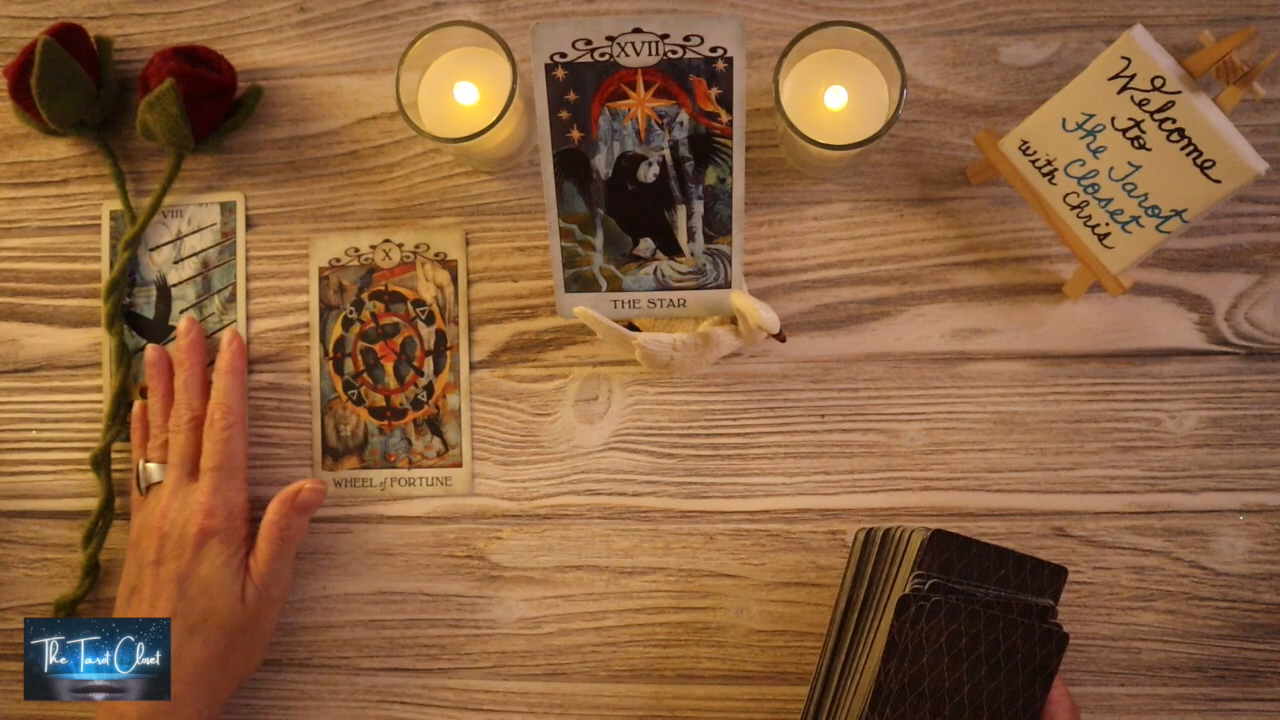 XVII
THE STAR
Welcome
to
The Tarot
Closet
with Chris
VIII
X
WHEEL of FORTUNE
The Tarot Closet